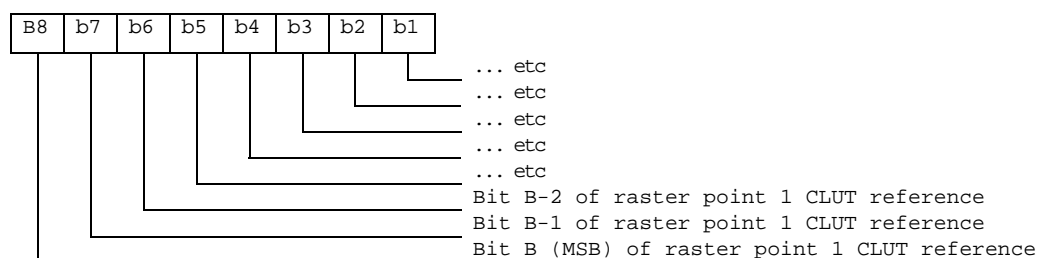 B8 b7 b6 b5 b4 b3 b2 b1
... etc
... etc
... etc
... etc
... etc
Bit B-2 of raster point 1 CLUT reference
Bit B-1 of raster point 1 CLUT reference
Bit B (MSB) of raster point 1 CLUT reference